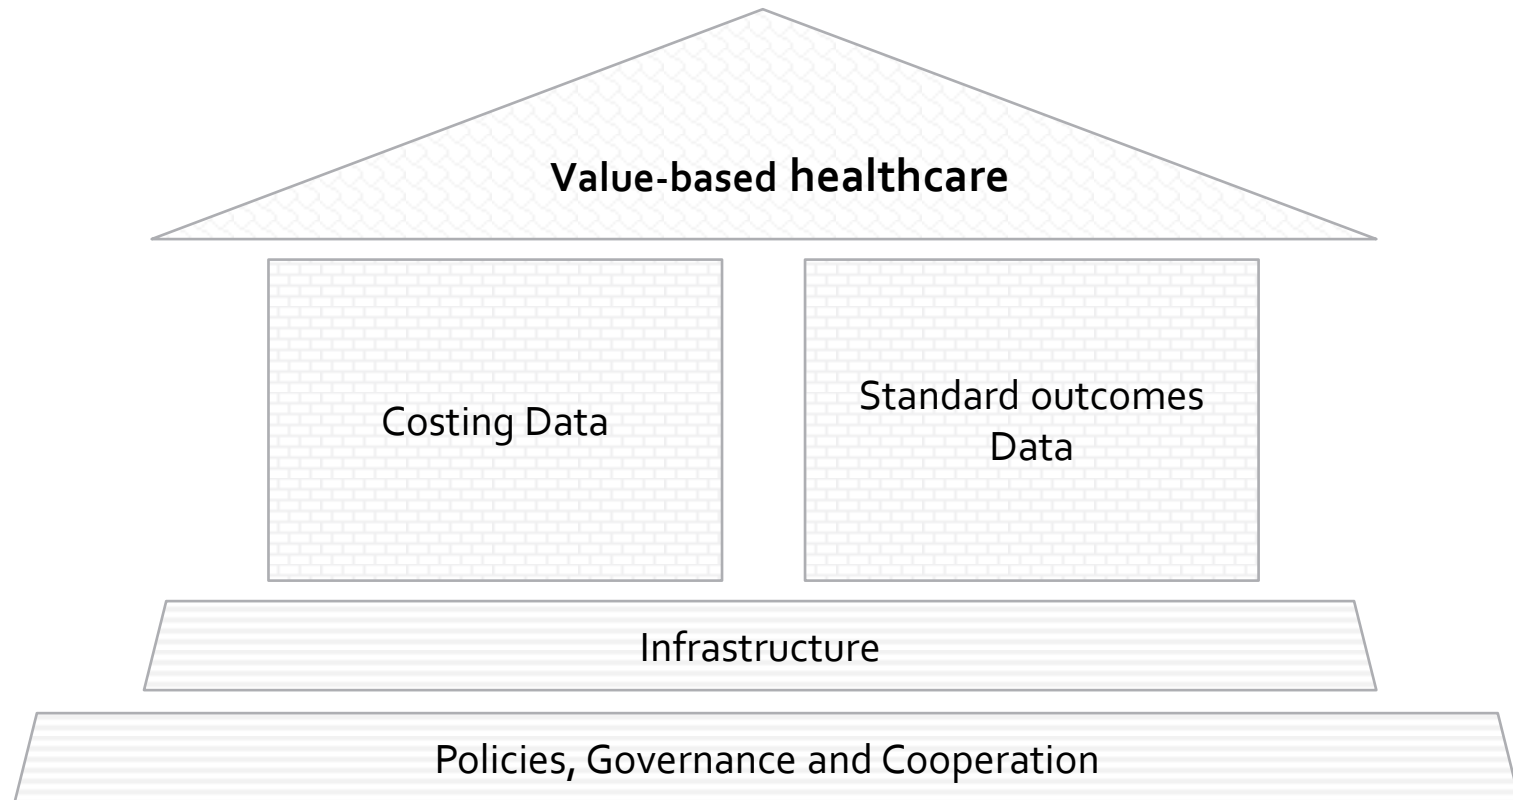 Value-based healthcare
Costing Data
Standard outcomes
Data
Infrastructure
Policies, Governance and Cooperation